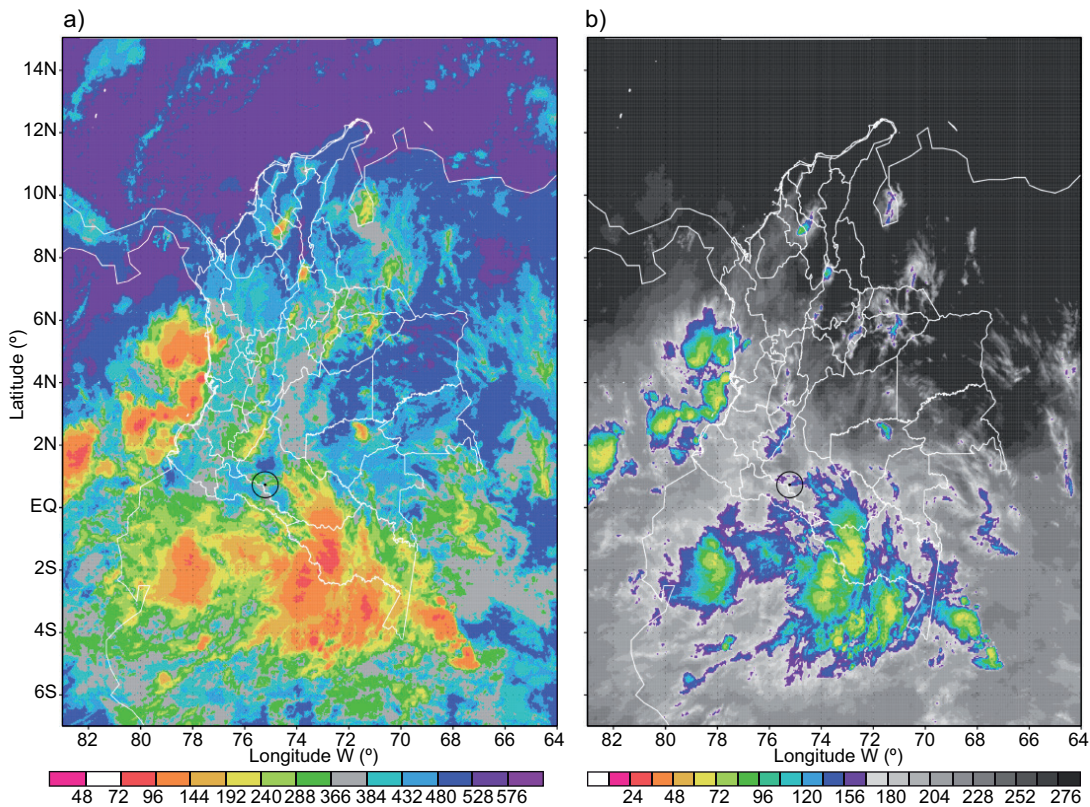 a)
b)
14N
12N
10N
8N
6N
4N
2N
EQ
2S
4S
6S
Latitude (º)
82 80 78 76 74 72 70 68 66 64
82 80 78 76 74 72 70 68 66 64
Longitude W (º)
Longitude W (º)
48 72 96 144 192 240 288 366 384 432 480 528 576
24 48 72 96 120 156 180 204 228 252 276